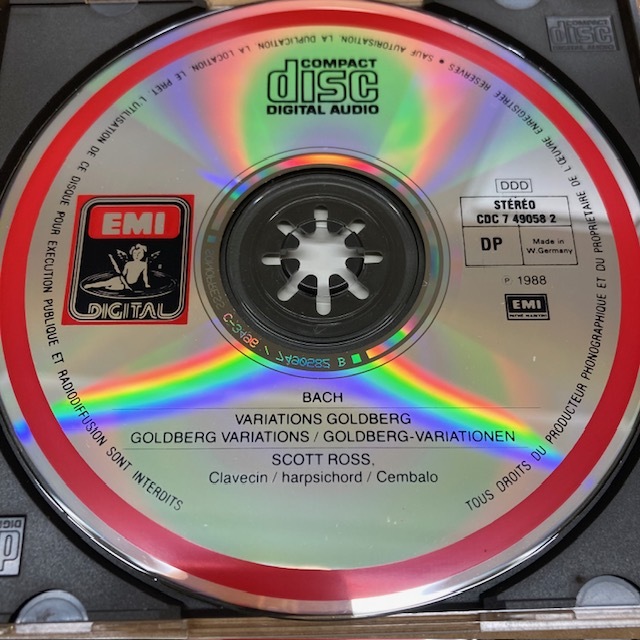 COMPACT
disc
DIGITAL AUDIO
TOUS DROITS DU PRODUCTEUR PHONOGRAPHIQUE ET DU PROPRIETAIRE DE L'ŒUVRE ENREGISTREE RESERVES • SAUF AUTORISATION, LA DUPLICATION, LA LOCATION, LE PRET, L'UTILISATION DE CE DISQUE POUR EXECUTION PUBLIQUE ET RADIODIFFUSION SONT INTERDITS
EMI
DIGITAL
DDD
STÉRÉO
CDC 7 49058 2
DP
Made in
W.Germany
℗ 1988
EMI
BACH
VARIATIONS GOLDBERG
GOLDBERG VARIATIONS / GOLDBERG-VARIATIONEN
SCOTT ROSS,
Clavecin / harpsichord / Cembalo
disc
DIGITAL AUDIO